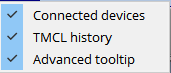 Connected devices
TMCL history
Advanced tooltip